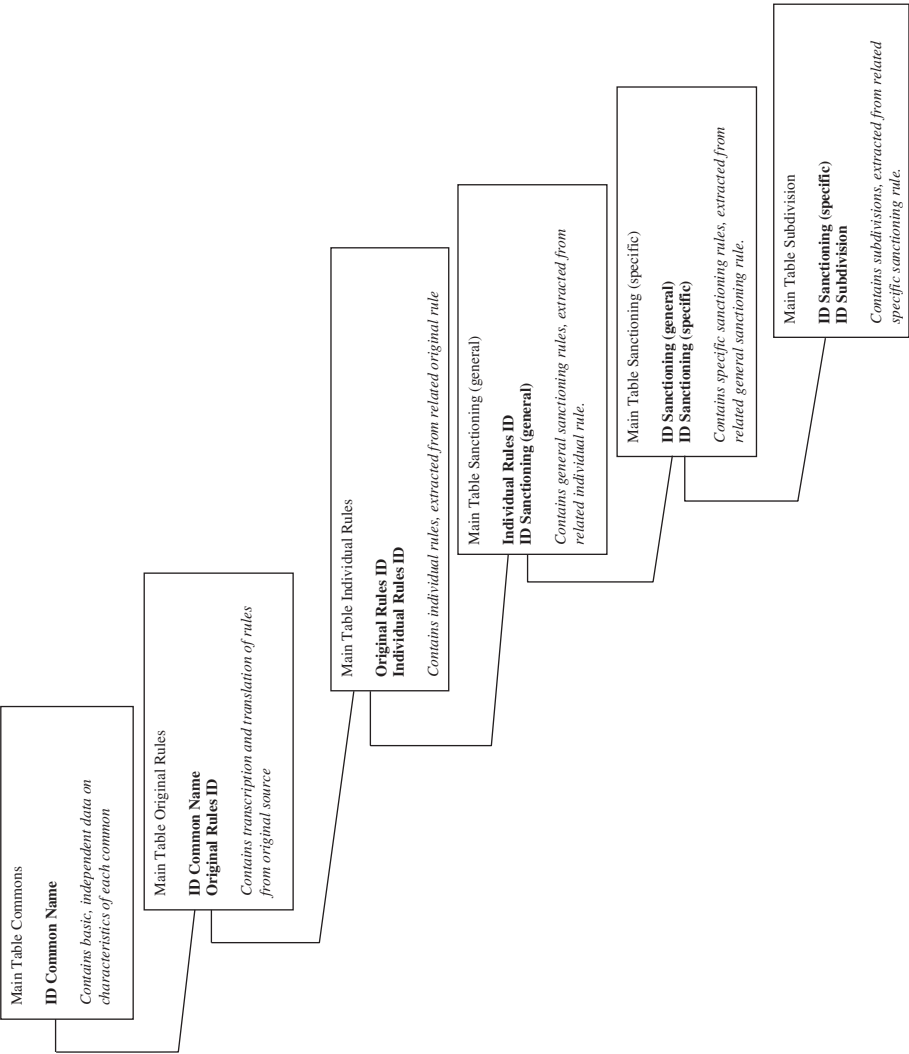 Main Table Commons
ID Common Name
Contains basic, independent data on
characteristics of each common
Main Table Original Rules
ID Common Name
Original Rules ID
Contains transcription and translation of rules
from original source
Main Table Individual Rules
Original Rules ID
Individual Rules ID
Contains individual rules, extracted from related original rule
Main Table Sanctioning (general)
Individual Rules ID
ID Sanctioning (general)
Contains general sanctioning rules, extracted from
related individual rule.
Main Table Sanctioning (specific)
ID Sanctioning (general)
ID Sanctioning (specific)
Contains specific sanctioning rules, extracted from
related general sanctioning rule.
Main Table Subdivision
ID Sanctioning (specific)
ID Subdivision
Contains subdivisions, extracted from related
specific sanctioning rule.